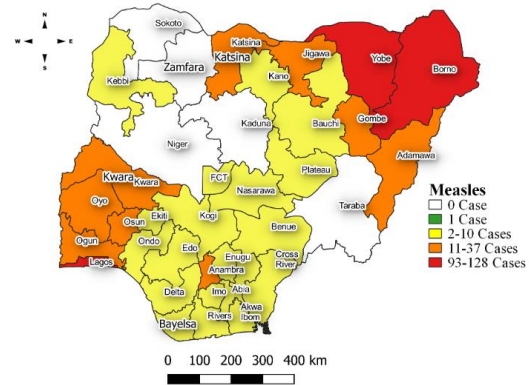 N
W
E
S
Sokoto
Katsina
Zamfara
Katsina
Jigawa
Yobe
Borno
Kebbi
Kano
Kaduna
Bauchi
Gombe
Niger
Adamawa
Kwara
Kwara
FCT
Plateau
Nasarawa
Taraba
Oyo
Osun
Ekiti
Kogi
Benue
Ogun
Ondo
Edo
Enugu
Cross
River
Lagos
Anambra
Delta
Imo
Abia
Bayelsa
Rivers
Akwa
Ibom
Measles
0 Case
1 Case
2-10 Cases
11-37 Cases
93-128 Cases
0 100 200 300 400 km